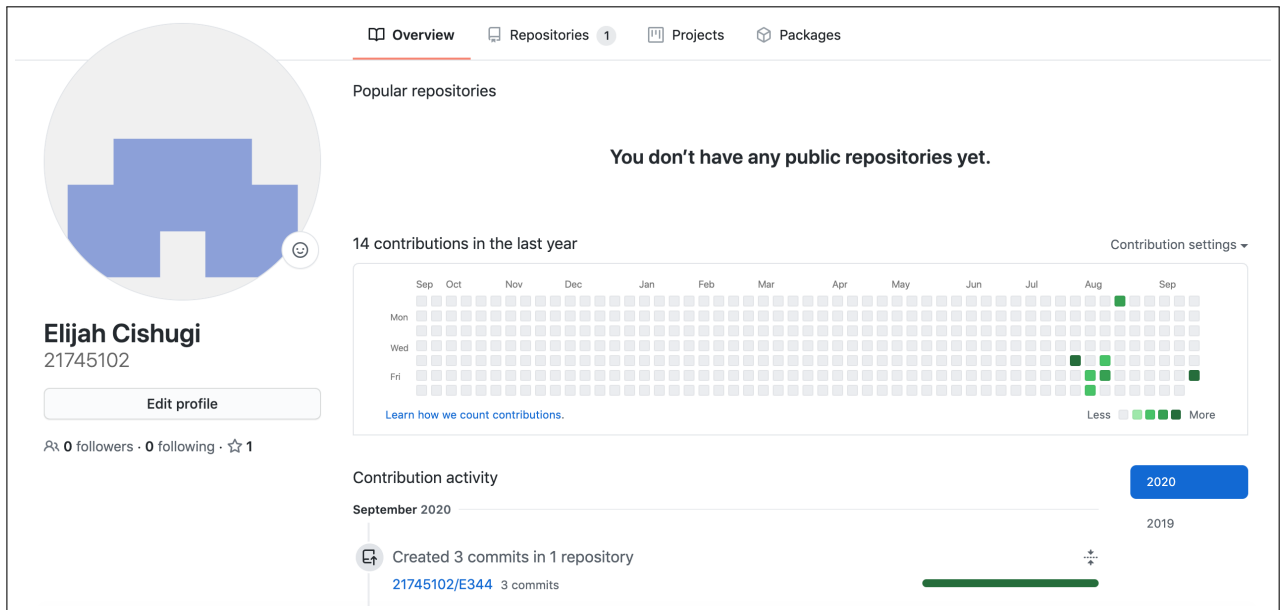 Overview Repositories 1 Projects Packages
Popular repositories
You don't have any public repositories yet.
14 contributions in the last year
Contribution settings
Sep Oct Nov Dec Jan Feb Mar Apr May Jun Jul Aug Sep
Mon
Wed
Fri
Learn how we count contributions.
Less More
Elijah Cishugi
21745102
Edit profile
0 followers · 0 following · 1
Contribution activity
2020
2019
September 2020
Created 3 commits in 1 repository
21745102/E344 3 commits